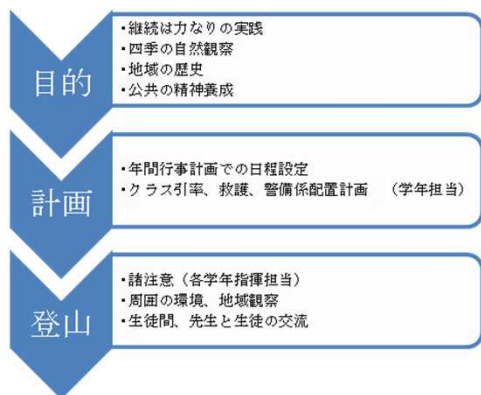 目的
・継続は力なりの実践
・四季の自然観察
・地域の歴史
・公共の精神養成
計画
・年間行事計画での日程設定
・クラス引率、救護、警備係配置計画　（学年担当）
登山
・諸注意（各学年指揮担当）
・周囲の環境、地域観察
・生徒間、先生と生徒の交流